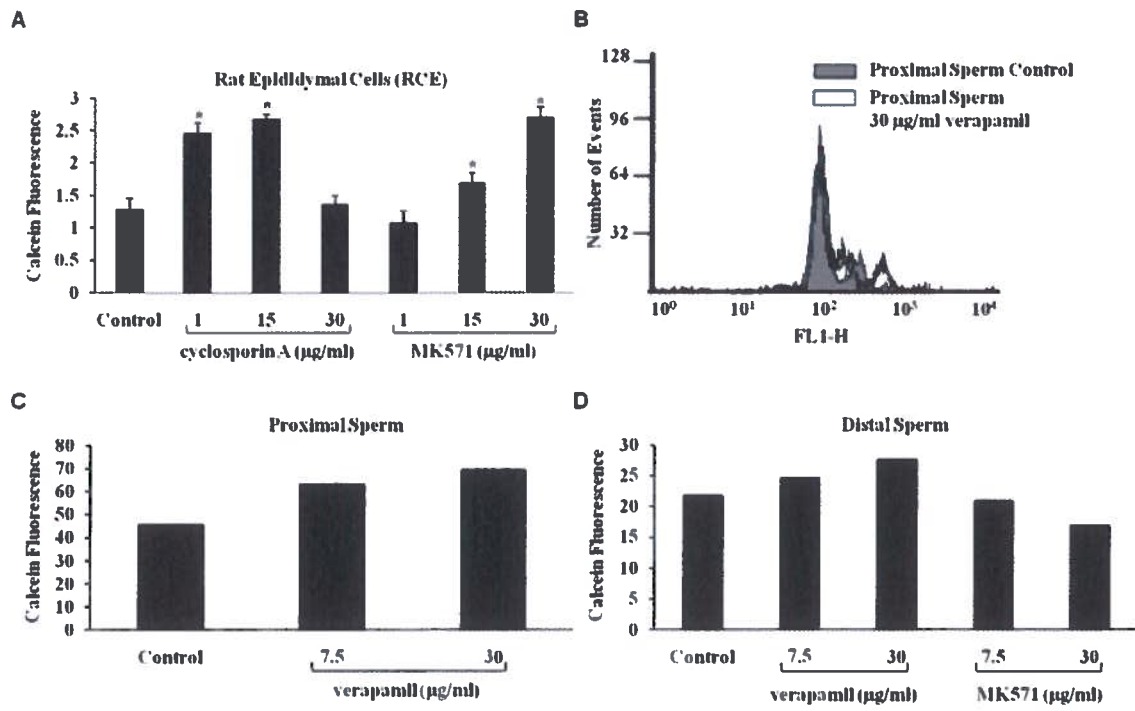 A
Rat Epididymal Cells (RCE)
Calcein Fluorescence
3
2.5
2
1.5
1
0.5
0
* * * *
Control 1 15 30 1 15 30
cyclosporin A (µg/ml) MK571 (µg/ml)
B
Number of Events
128
96
64
32
Proximal Sperm Control
Proximal Sperm
30 µg/ml verapamil
10⁰ 10¹ 10² 10³ 10⁴
FL1-H
C
Proximal Sperm
Calcein Fluorescence
80
70
60
50
40
30
20
10
0
Control 7.5 30
verapamil (µg/ml)
D
Distal Sperm
Calcein Fluorescence
30
25
20
15
10
5
0
Control 7.5 30 7.5 30
verapamil (µg/ml) MK571 (µg/ml)